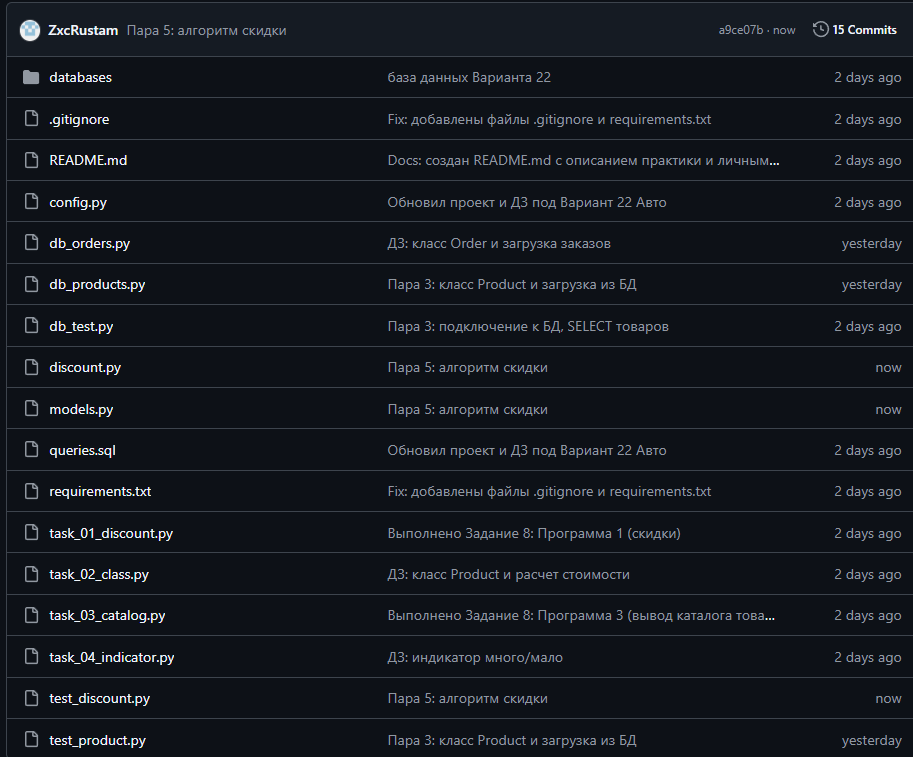 ZxcRustam Пара 5: алгоритм скидки a9ce07b · now 15 Commits
databases база данных Варианта 22 2 days ago
.gitignore Fix: добавлены файлы .gitignore и requirements.txt 2 days ago
README.md Docs: создан README.md с описанием практики и личным... 2 days ago
config.py Обновил проект и ДЗ под Вариант 22 Авто 2 days ago
db_orders.py ДЗ: класс Order и загрузка заказов yesterday
db_products.py Пара 3: класс Product и загрузка из БД yesterday
db_test.py Пара 3: подключение к БД, SELECT товаров 2 days ago
discount.py Пара 5: алгоритм скидки now
models.py Пара 5: алгоритм скидки now
queries.sql Обновил проект и ДЗ под Вариант 22 Авто 2 days ago
requirements.txt Fix: добавлены файлы .gitignore и requirements.txt 2 days ago
task_01_discount.py Выполнено Задание 8: Программа 1 (скидки) 2 days ago
task_02_class.py ДЗ: класс Product и расчет стоимости 2 days ago
task_03_catalog.py Выполнено Задание 8: Программа 3 (вывод каталога това... 2 days ago
task_04_indicator.py ДЗ: индикатор много/мало 2 days ago
test_discount.py Пара 5: алгоритм скидки now
test_product.py Пара 3: класс Product и загрузка из БД yesterday